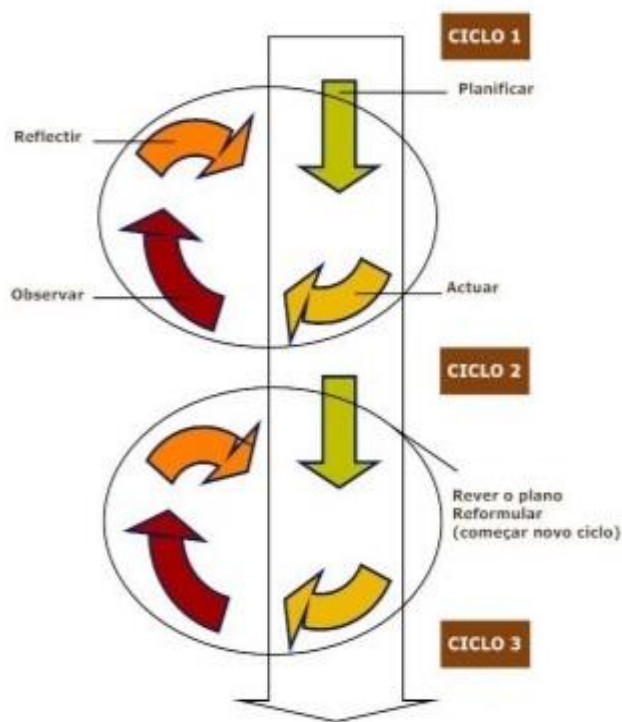 CICLO 1
Planificar
Reflectir
Observar
Actuar
CICLO 2
Rever o plano
Reformular
(começar novo ciclo)
CICLO 3